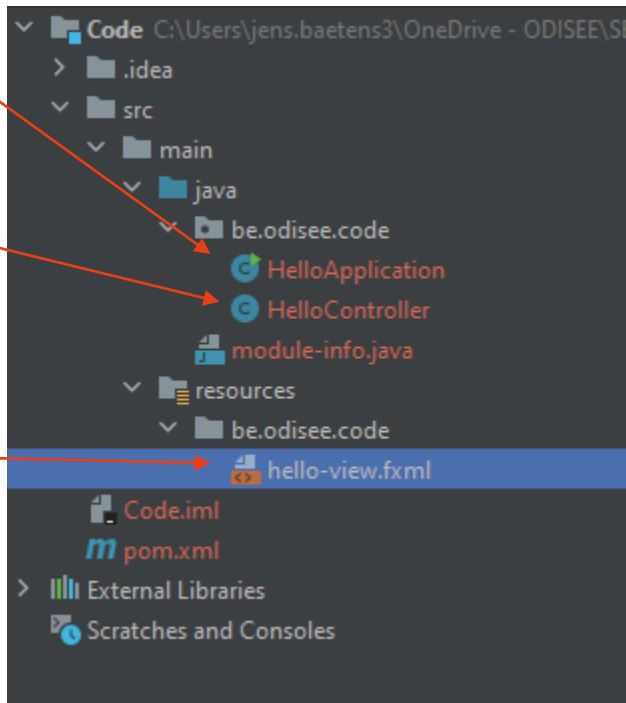 Code C:\Users\jens.baetens3\OneDrive - ODISEE\SE
.idea
src
main
java
be.odisee.code
HelloApplication
HelloController
module-info.java
resources
be.odisee.code
hello-view.fxml
Code.iml
pom.xml
External Libraries
Scratches and Consoles